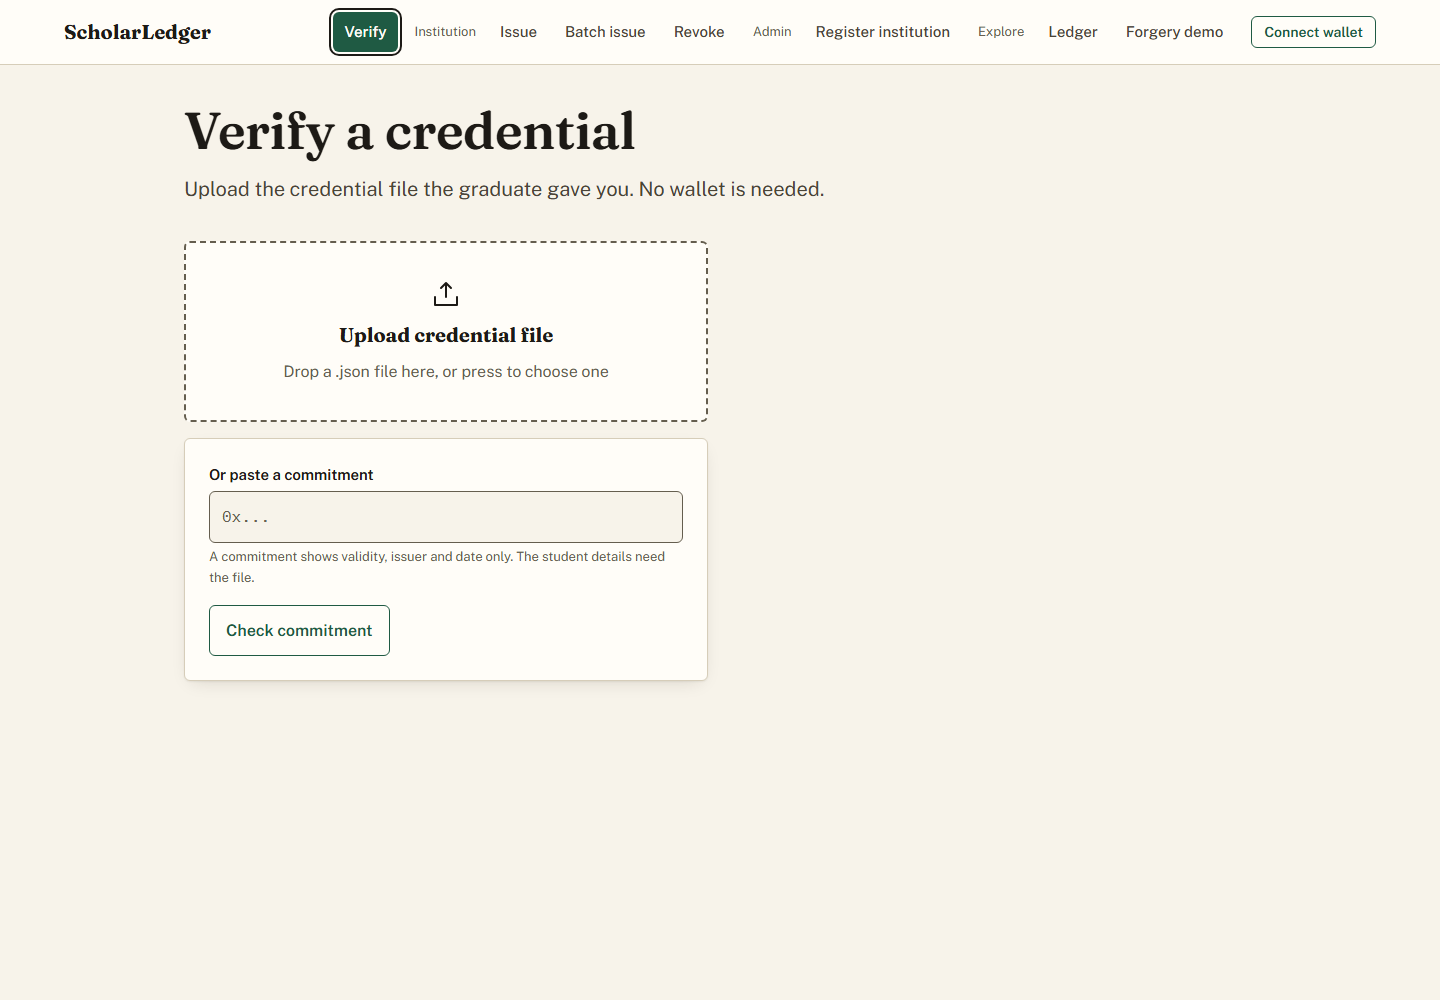 ScholarLedger
Verify Institution Issue Batch issue Revoke Admin Register institution Explore Ledger Forgery demo Connect wallet
Verify a credential
Upload the credential file the graduate gave you. No wallet is needed.
Upload credential file
Drop a .json file here, or press to choose one
Or paste a commitment
0x...
A commitment shows validity, issuer and date only. The student details need
the file.
Check commitment